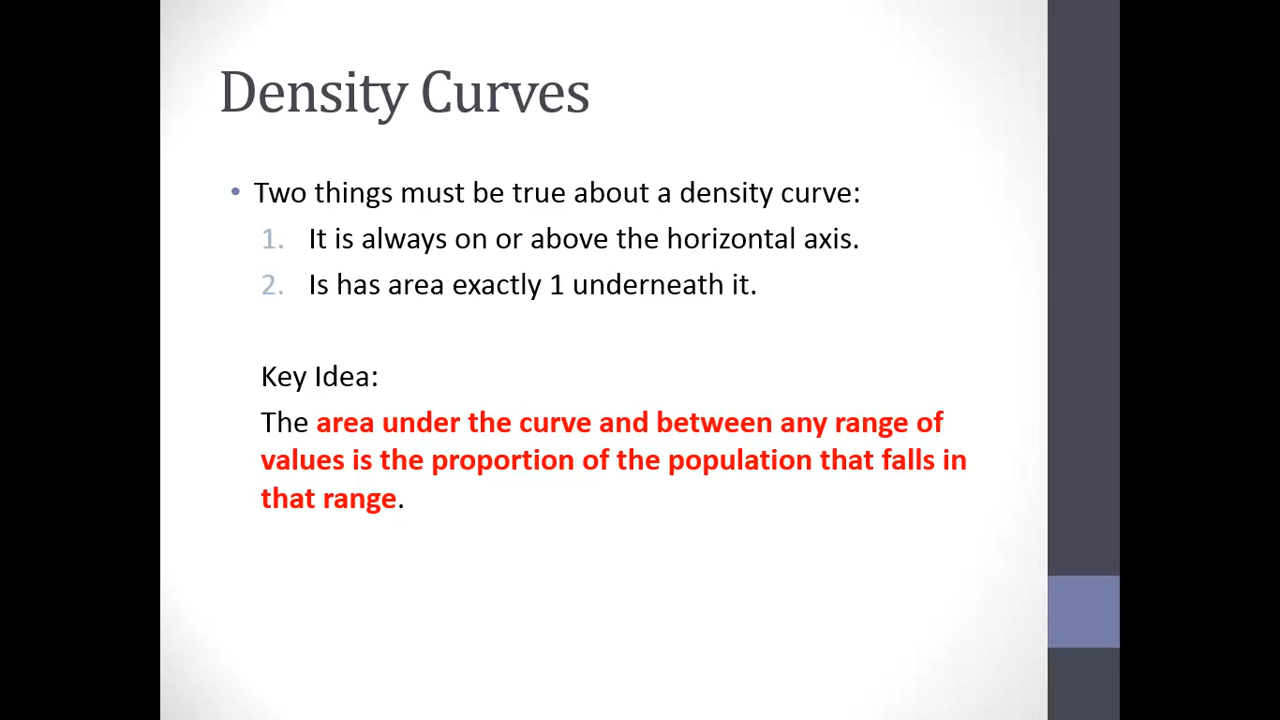 Density Curves
• Two things must be true about a density curve:
1. It is always on or above the horizontal axis.
2. Is has area exactly 1 underneath it.
Key Idea:
The area under the curve and between any range of
values is the proportion of the population that falls in
that range.